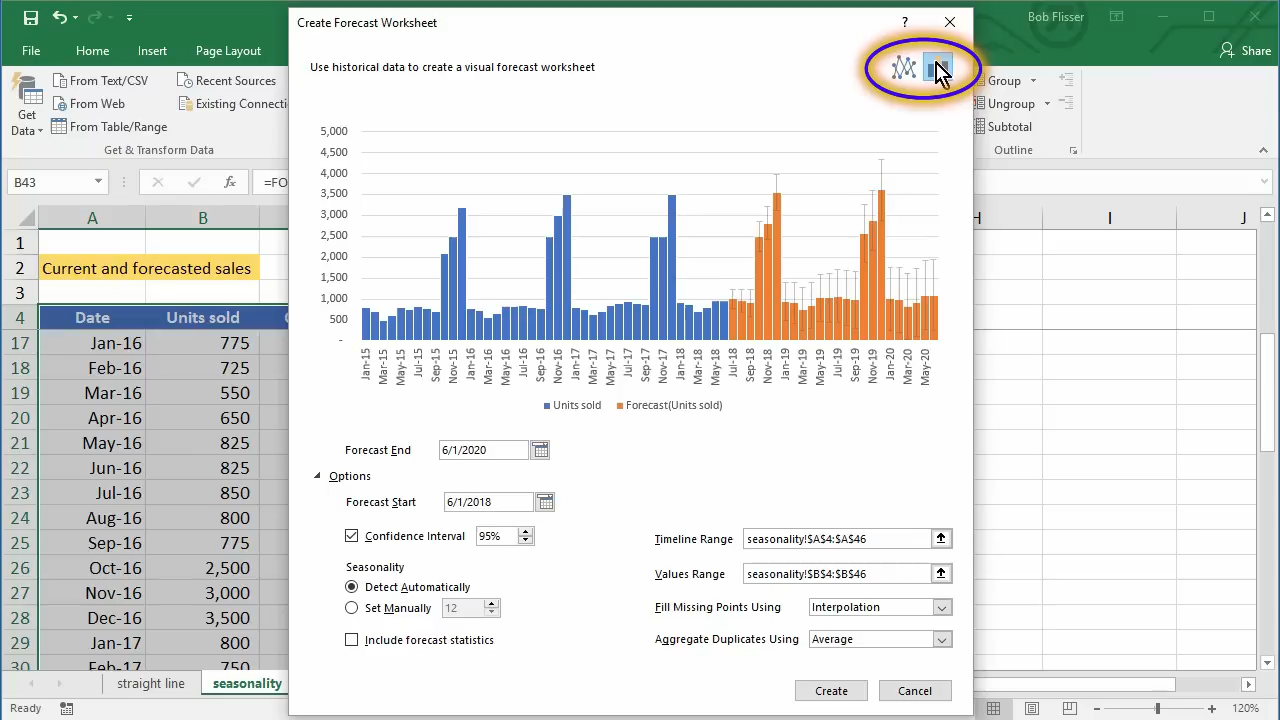 Bob Flisser
File Home Insert Page Layout
Share
From Text/CSV Recent Sources
From Web Existing Connecti
From Table/Range
Get
Data
Get & Transform Data
Group
Ungroup
Subtotal
Outline
B43 fx =FO
A B H I J
1
2 Current and forecasted sales
3
4 Date Units sold
17 Jan-16 775
18 Feb-16 725
19 Mar-16 550
20 Apr-16 650
21 May-16 825
22 Jun-16 825
23 Jul-16 850
24 Aug-16 800
25 Sep-16 775
26 Oct-16 2,500
27 Nov-16 3,000
28 Dec-16 3,500
29 Jan-17 800
30 Feb-17 750
straight line seasonality
Ready 120%
Create Forecast Worksheet ?
Use historical data to create a visual forecast worksheet
5,000
4,500
4,000
3,500
3,000
2,500
2,000
1,500
1,000
500
-
Jan-15 Mar-15 May-15 Jul-15 Sep-15 Nov-15 Jan-16 Mar-16 May-16 Jul-16 Sep-16 Nov-16 Jan-17 Mar-17 May-17 Jul-17 Sep-17 Nov-17 Jan-18 Mar-18 May-18 Jul-18 Sep-18 Nov-18 Jan-19 Mar-19 May-19 Jul-19 Sep-19 Nov-19 Jan-20 Mar-20 May-20
Units sold Forecast(Units sold)
Forecast End 6/1/2020
Options
Forecast Start 6/1/2018
Confidence Interval 95%
Seasonality
Detect Automatically
Set Manually 12
Include forecast statistics
Timeline Range seasonality!$A$4:$A$46
Values Range seasonality!$B$4:$B$46
Fill Missing Points Using Interpolation
Aggregate Duplicates Using Average
Create Cancel